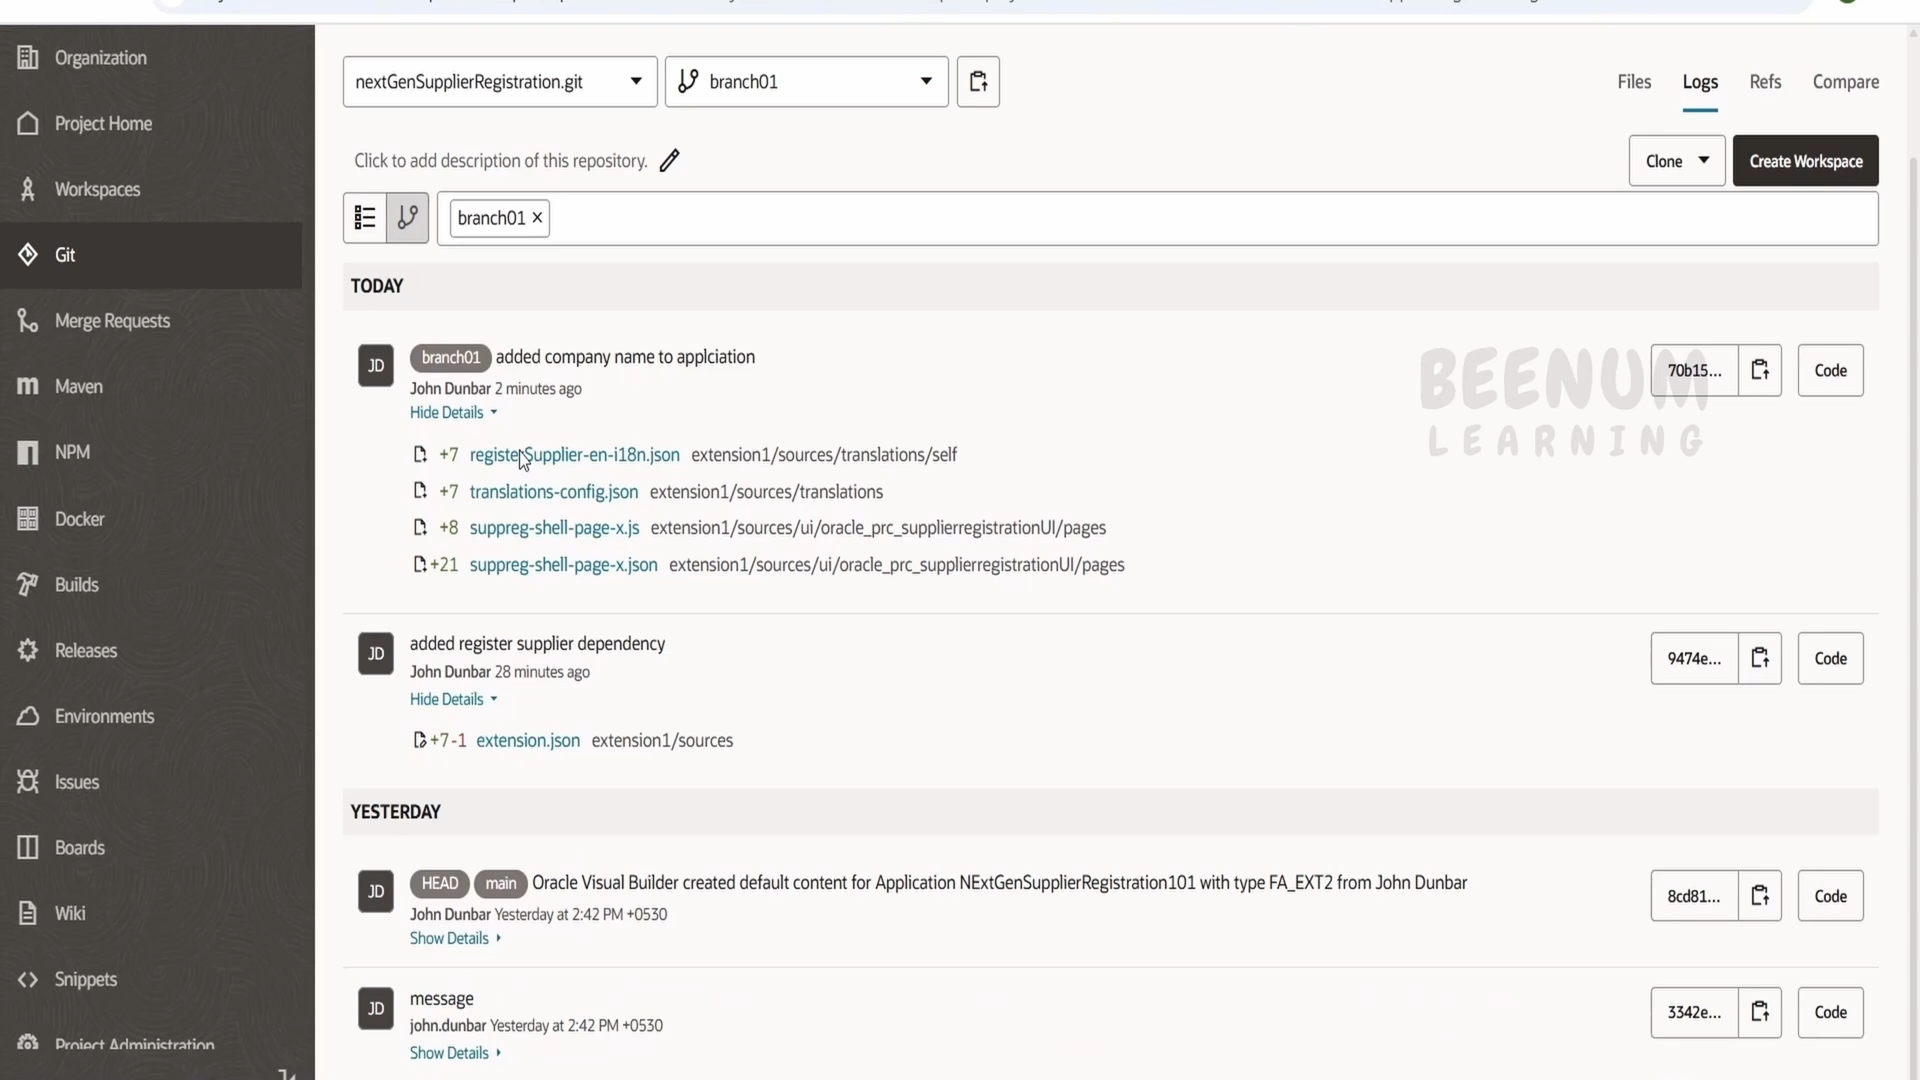 Organization
Project Home
Workspaces
Git
Merge Requests
Maven
NPM
Docker
Builds
Releases
Environments
Issues
Boards
Wiki
Snippets
Project Administration
nextGenSupplierRegistration.git
branch01
Files Logs Refs Compare
Click to add description of this repository.
Clone Create Workspace
branch01 ×
TODAY
JD branch01 added company name to applciation
John Dunbar 2 minutes ago
Hide Details
70b15... Code
+7 registerSupplier-en-i18n.json extension1/sources/translations/self
+7 translations-config.json extension1/sources/translations
+8 suppreg-shell-page-x.js extension1/sources/ui/oracle_prc_supplierregistrationUI/pages
+21 suppreg-shell-page-x.json extension1/sources/ui/oracle_prc_supplierregistrationUI/pages
BEENUM
LEARNING
JD added register supplier dependency
John Dunbar 28 minutes ago
Hide Details
9474e... Code
+7 -1 extension.json extension1/sources
YESTERDAY
JD HEAD main Oracle Visual Builder created default content for Application NExtGenSupplierRegistration101 with type FA_EXT2 from John Dunbar
John Dunbar Yesterday at 2:42 PM +0530
Show Details
8cd81... Code
JD message
john.dunbar Yesterday at 2:42 PM +0530
Show Details
3342e... Code